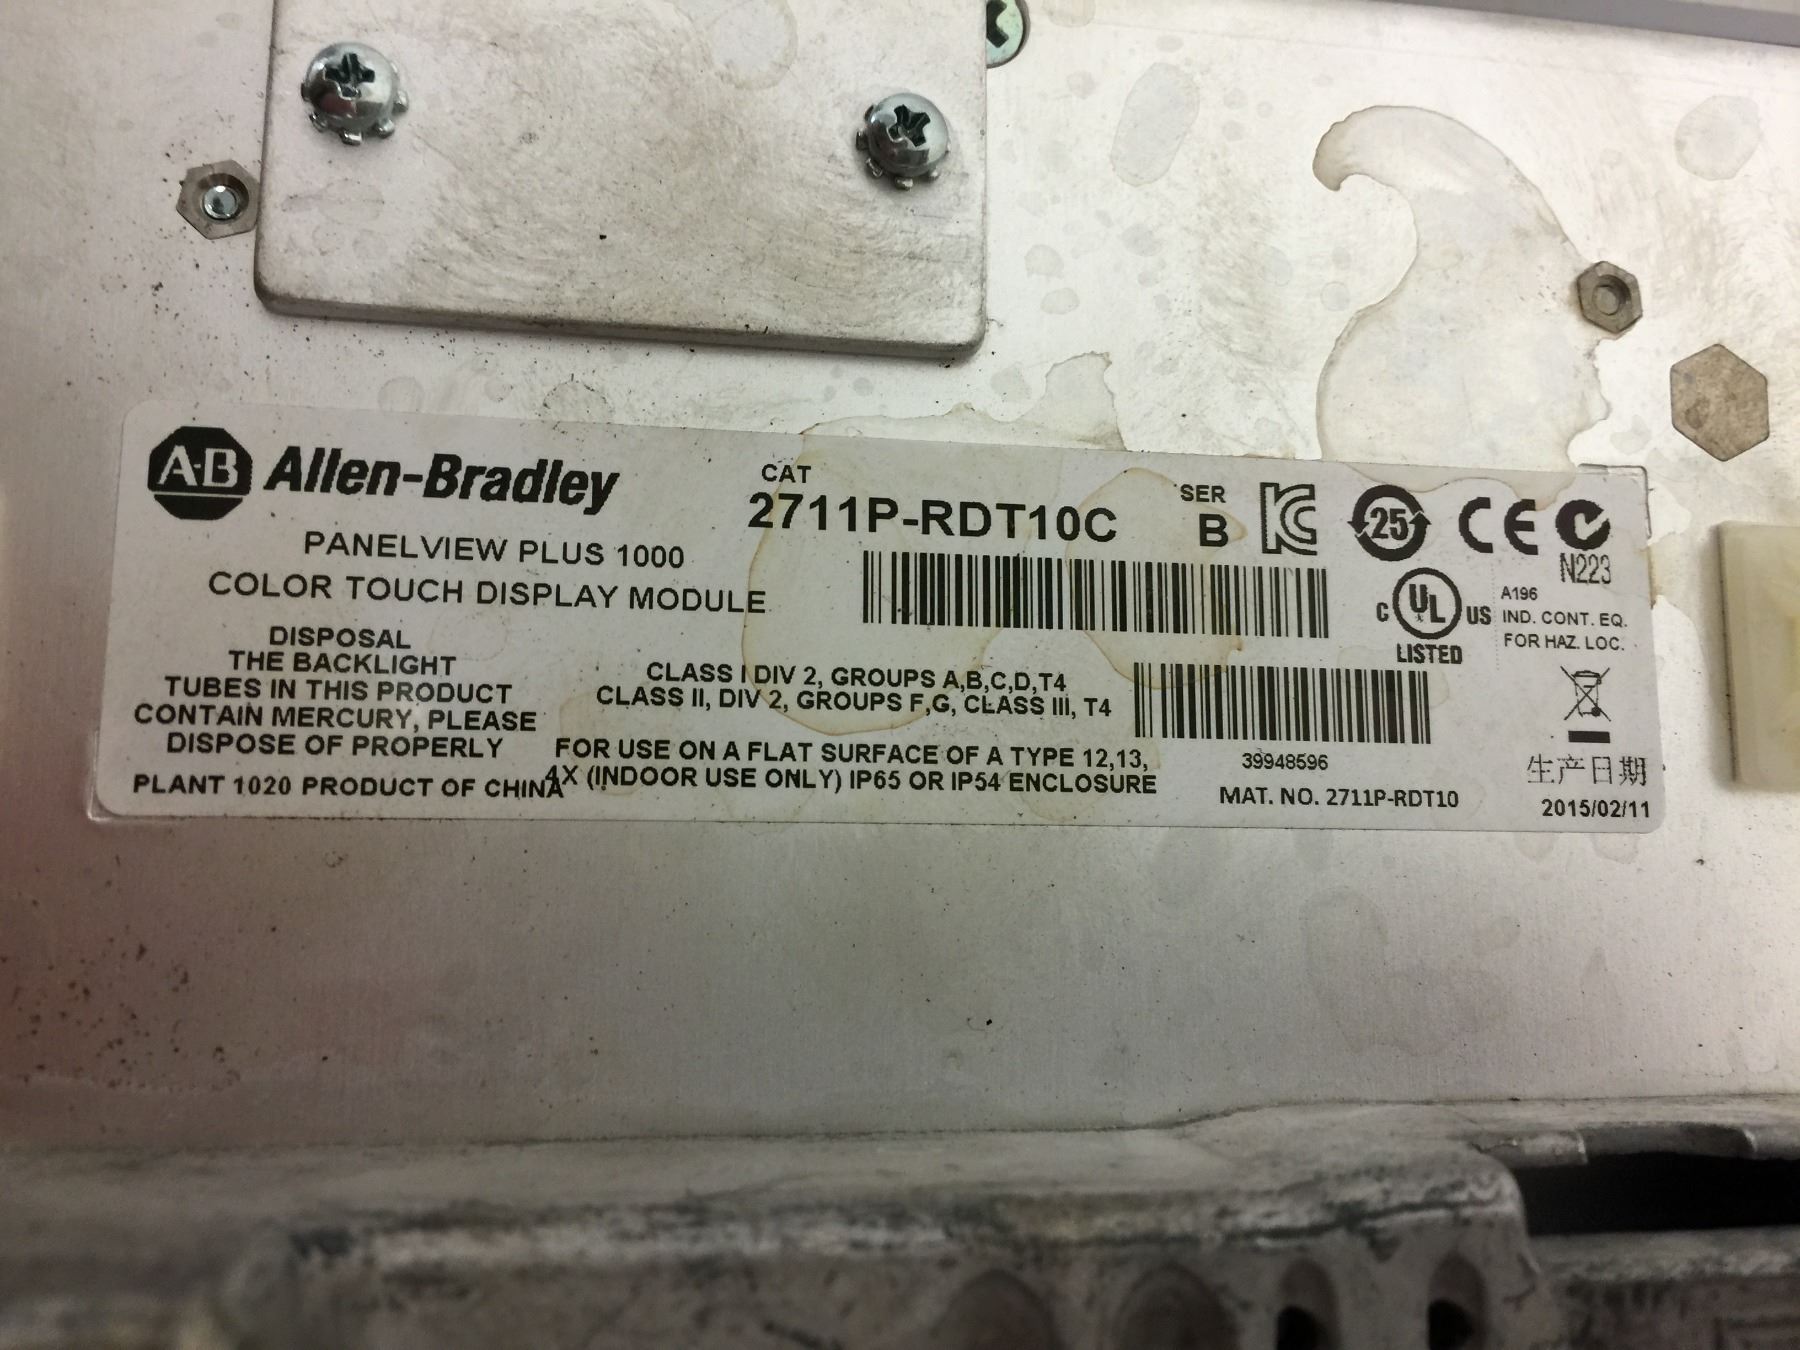 A-B Allen-Bradley
PANELVIEW PLUS 1000
COLOR TOUCH DISPLAY MODULE
DISPOSAL
THE BACKLIGHT
TUBES IN THIS PRODUCT
CONTAIN MERCURY, PLEASE
DISPOSE OF PROPERLY
PLANT 1020 PRODUCT OF CHINA
CAT
2711P-RDT10C
SER
B
CLASS I DIV 2, GROUPS A,B,C,D,T4
CLASS II, DIV 2, GROUPS F,G, CLASS III, T4
FOR USE ON A FLAT SURFACE OF A TYPE 12,13,
4X (INDOOR USE ONLY) IP65 OR IP54 ENCLOSURE
25
CE
N223
C UL US
LISTED
A196
IND. CONT. EQ.
FOR HAZ. LOC.
39948596
MAT. NO. 2711P-RDT10
生产日期
2015/02/11